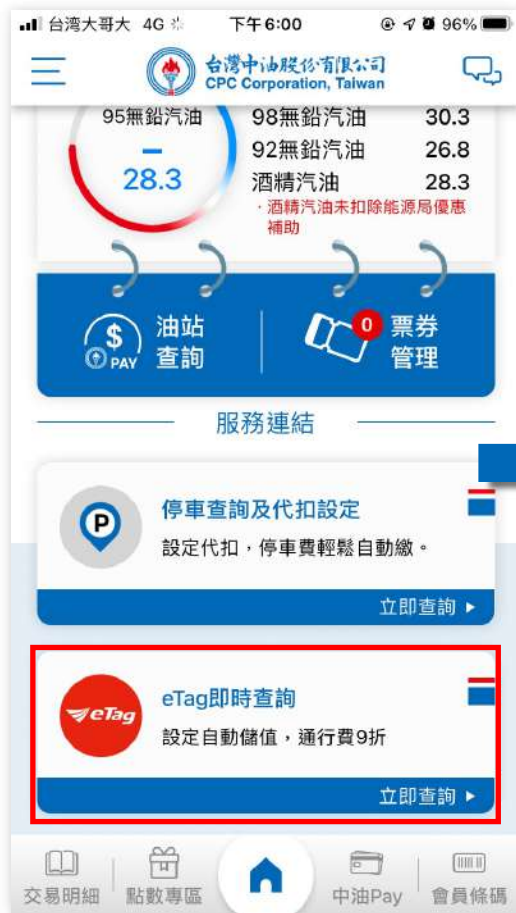 台灣大哥大 4G 下午6:00 96%
台灣中油股份有限公司
CPC Corporation, Taiwan
95無鉛汽油 98無鉛汽油 30.3
92無鉛汽油 26.8
28.3 酒精汽油 28.3
·酒精汽油未扣除能源局優惠
補助
$ PAY 油站
查詢
0 票券
管理
服務連結
P 停車查詢及代扣設定
設定代扣，停車費輕鬆自動繳。
立即查詢 ▶
eTag eTag即時查詢
設定自動儲值，通行費9折
立即查詢 ▶
交易明細 點數專區 中油Pay 會員條碼